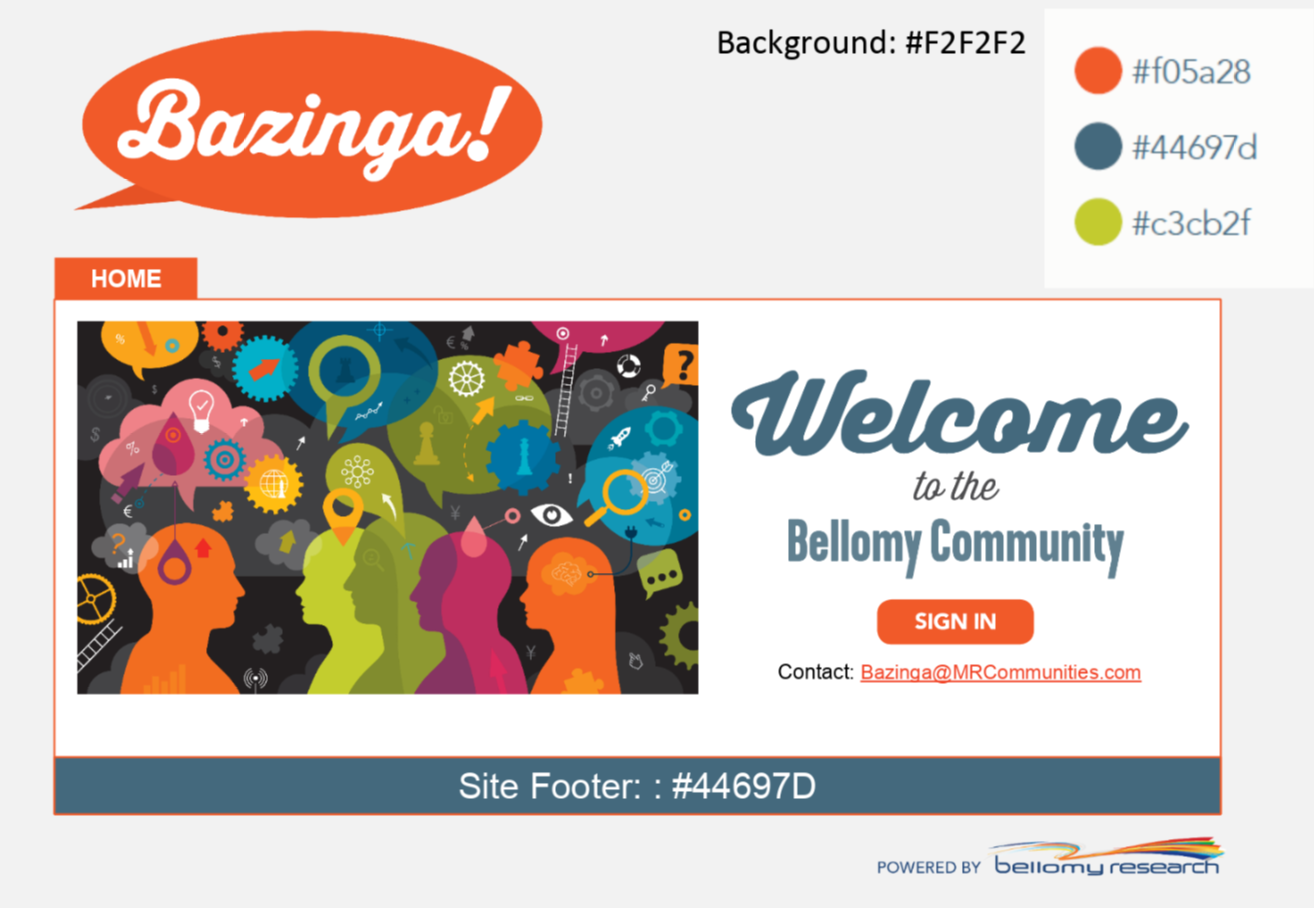 Background: #F2F2F2
#f05a28
#44697d
#c3cb2f
Bazinga!
HOME
Welcome
to the
Bellomy Community
SIGN IN
Contact: Bazinga@MRCommunities.com
Site Footer: : #44697D
POWERED BY bellomy research